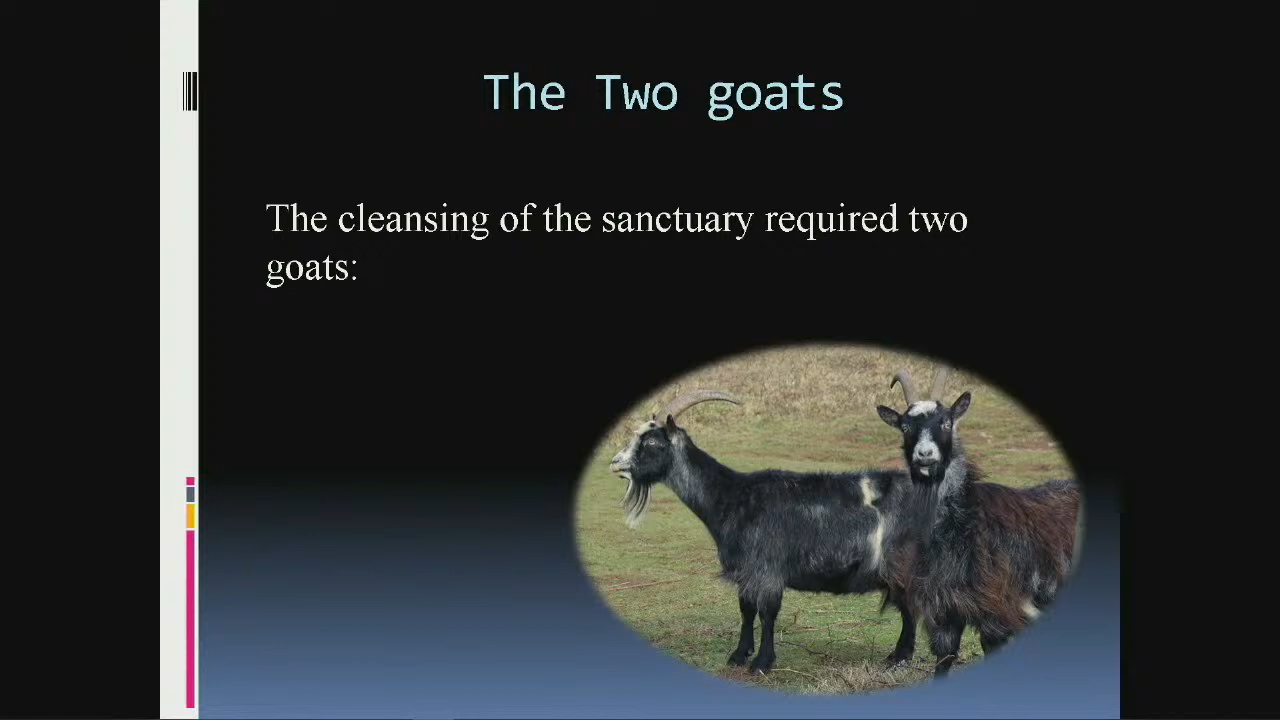 The Two goats
The cleansing of the sanctuary required two
goats: